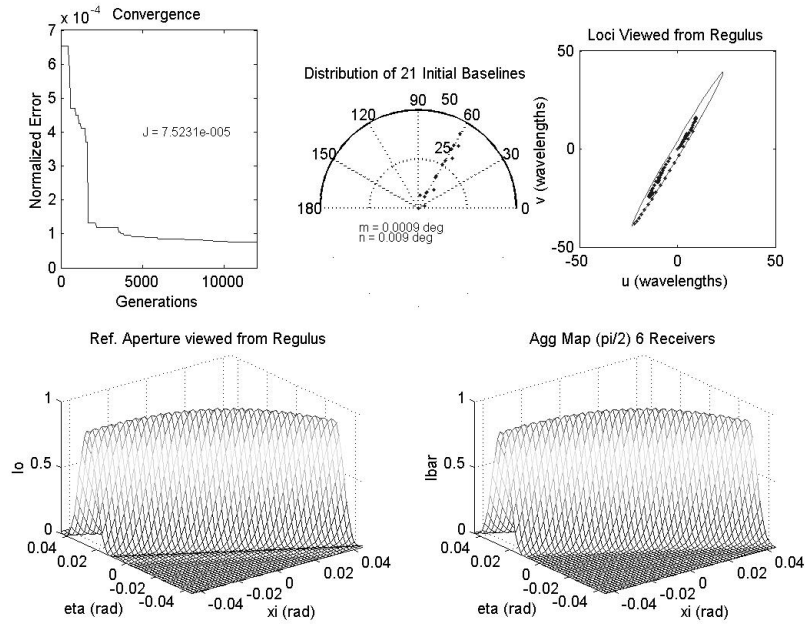 x 10^-4
Convergence
7
6
5
4
3
2
1
0
Normalized Error
J = 7.5231e-005
0
5000
10000
Generations
Distribution of 21 Initial Baselines
90
50
120
60
25
150
30
180
0
m = 0.0009 deg
n = 0.009 deg
Loci Viewed from Regulus
50
0
-50
v (wavelengths)
-50
0
50
u (wavelengths)
Ref. Aperture viewed from Regulus
1
0.5
0
Io
0.04
0.02
0
-0.02
-0.04
eta (rad)
-0.04
-0.02
0
0.02
0.04
xi (rad)
Agg Map (pi/2) 6 Receivers
1
0.5
0
Ibar
0.04
0.02
0
-0.02
-0.04
eta (rad)
-0.04
-0.02
0
0.02
0.04
xi (rad)